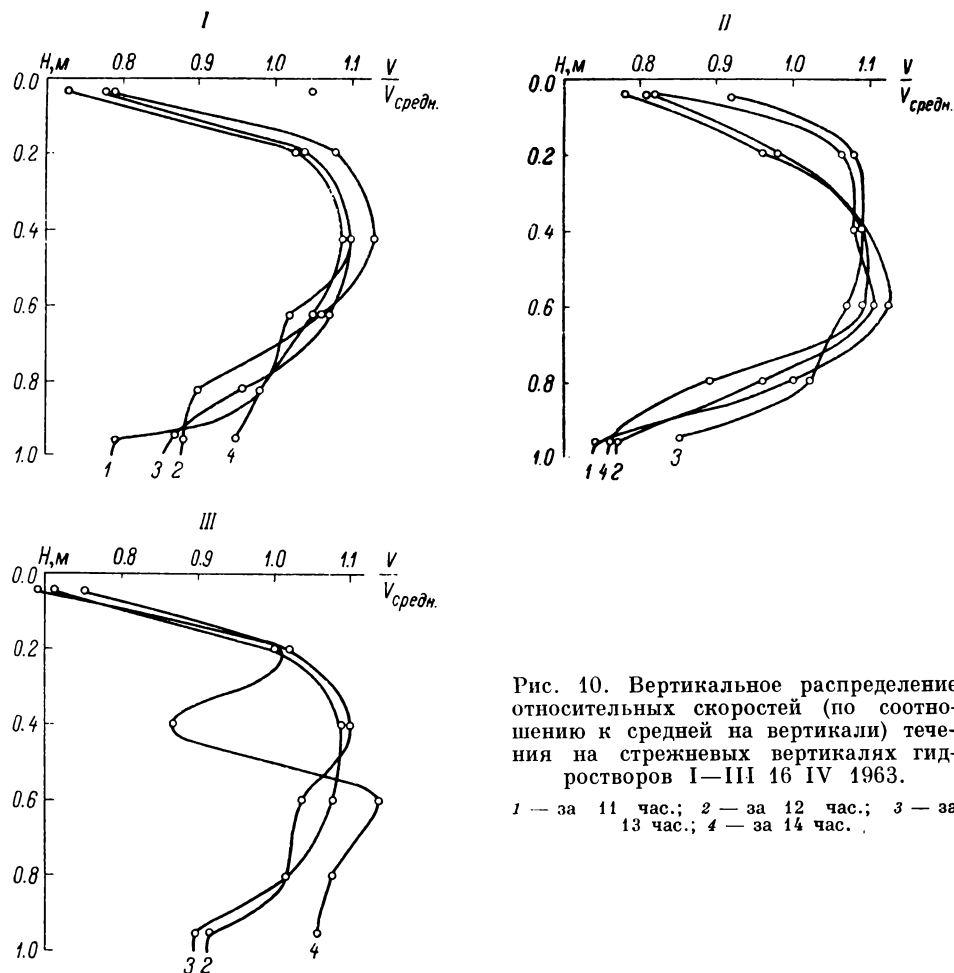 I
H,м 0.8 0.9 1.0 1.1 V/Vсредн.
0.0
0.2
0.4
0.6
0.8
1.0
1 3 2 4
II
H,м 0.9 1.0 1.1 V/Vсредн.
0.0
0.2
0.4
0.6
0.8
1.0
1 4 2 3
III
H,м 0.8 0.9 1.0 1.1 V/Vсредн.
0.0
0.2
0.4
0.6
0.8
1.0
3 2 4
Рис. 10. Вертикальное распределение
относительных скоростей (по соотно-
шению к средней на вертикали) тече-
ния на стрежневых вертикалях гид-
ростворов I—III 16 IV 1963.
1 — за 11 час.; 2 — за 12 час.; 3 — за
13 час.; 4 — за 14 час.